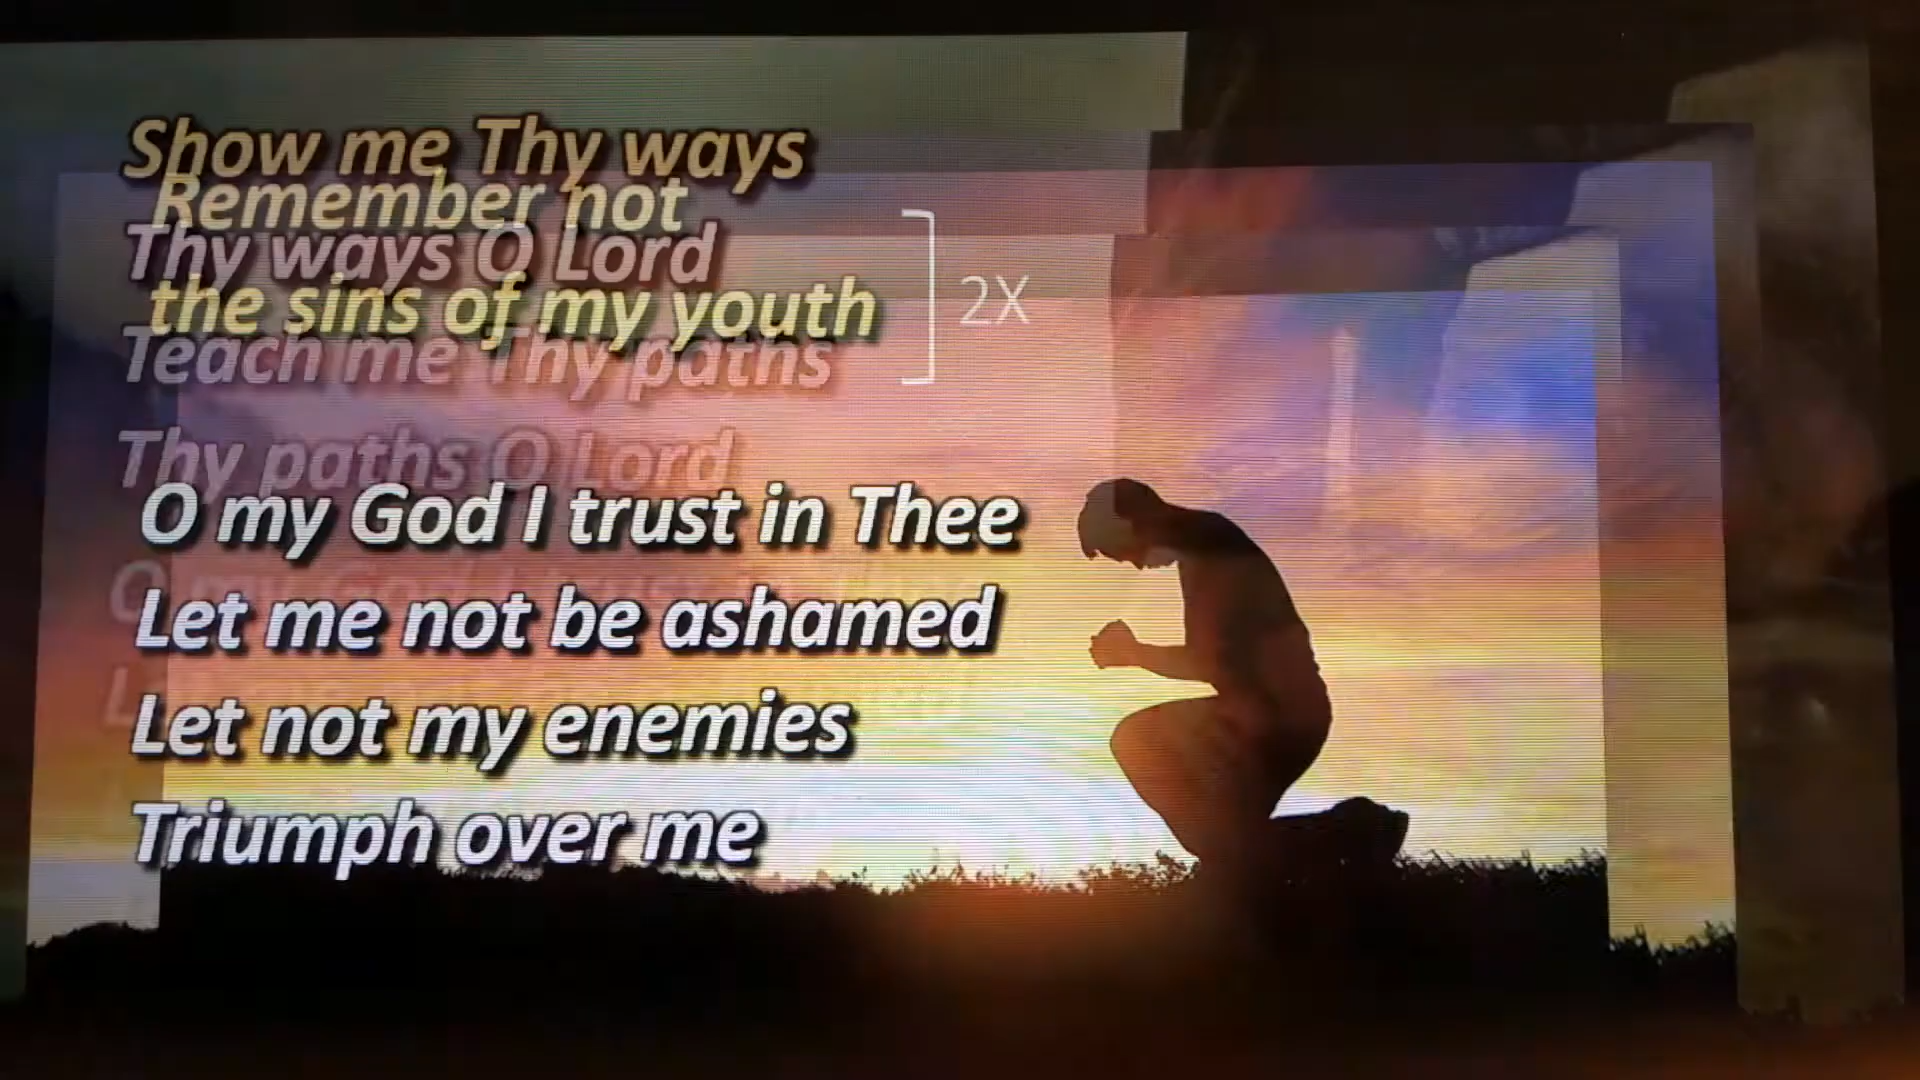 Show me Thy ways
Remember not
Thy ways O Lord
the sins of my youth
2X
Teach me Thy paths
Thy paths O Lord
O my God I trust in Thee
Let me not be ashamed
Let not my enemies
Triumph over me